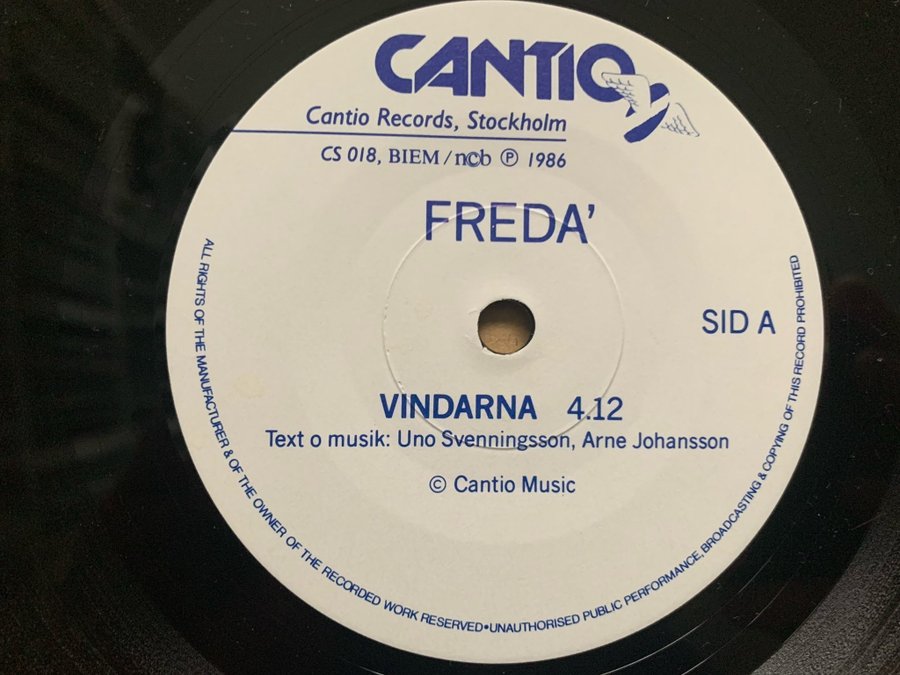 CANTIO
Cantio Records, Stockholm
CS 018, BIEM/ncb ℗ 1986
FREDA'
SID A
VINDARNA 4.12
Text o musik: Uno Svenningsson, Arne Johansson
© Cantio Music
ALL RIGHTS OF THE MANUFACTURER & OF THE OWNER OF THE RECORDED WORK RESERVED•UNAUTHORISED PUBLIC PERFORMANCE, BROADCASTING & COPYING OF THIS RECORD PROHIBITED